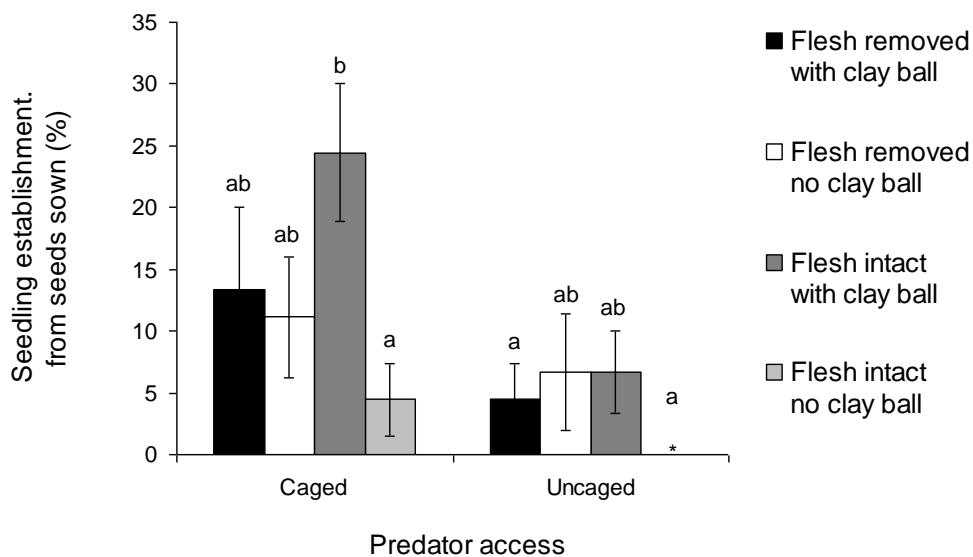 35
30
25
20
15
10
5
0
Seedling establishment.
from seeds sown (%)
ab
ab
b
a
a
ab
ab
a
*
Caged
Uncaged
Predator access
Flesh removed
with clay ball
Flesh removed
no clay ball
Flesh intact
with clay ball
Flesh intact
no clay ball